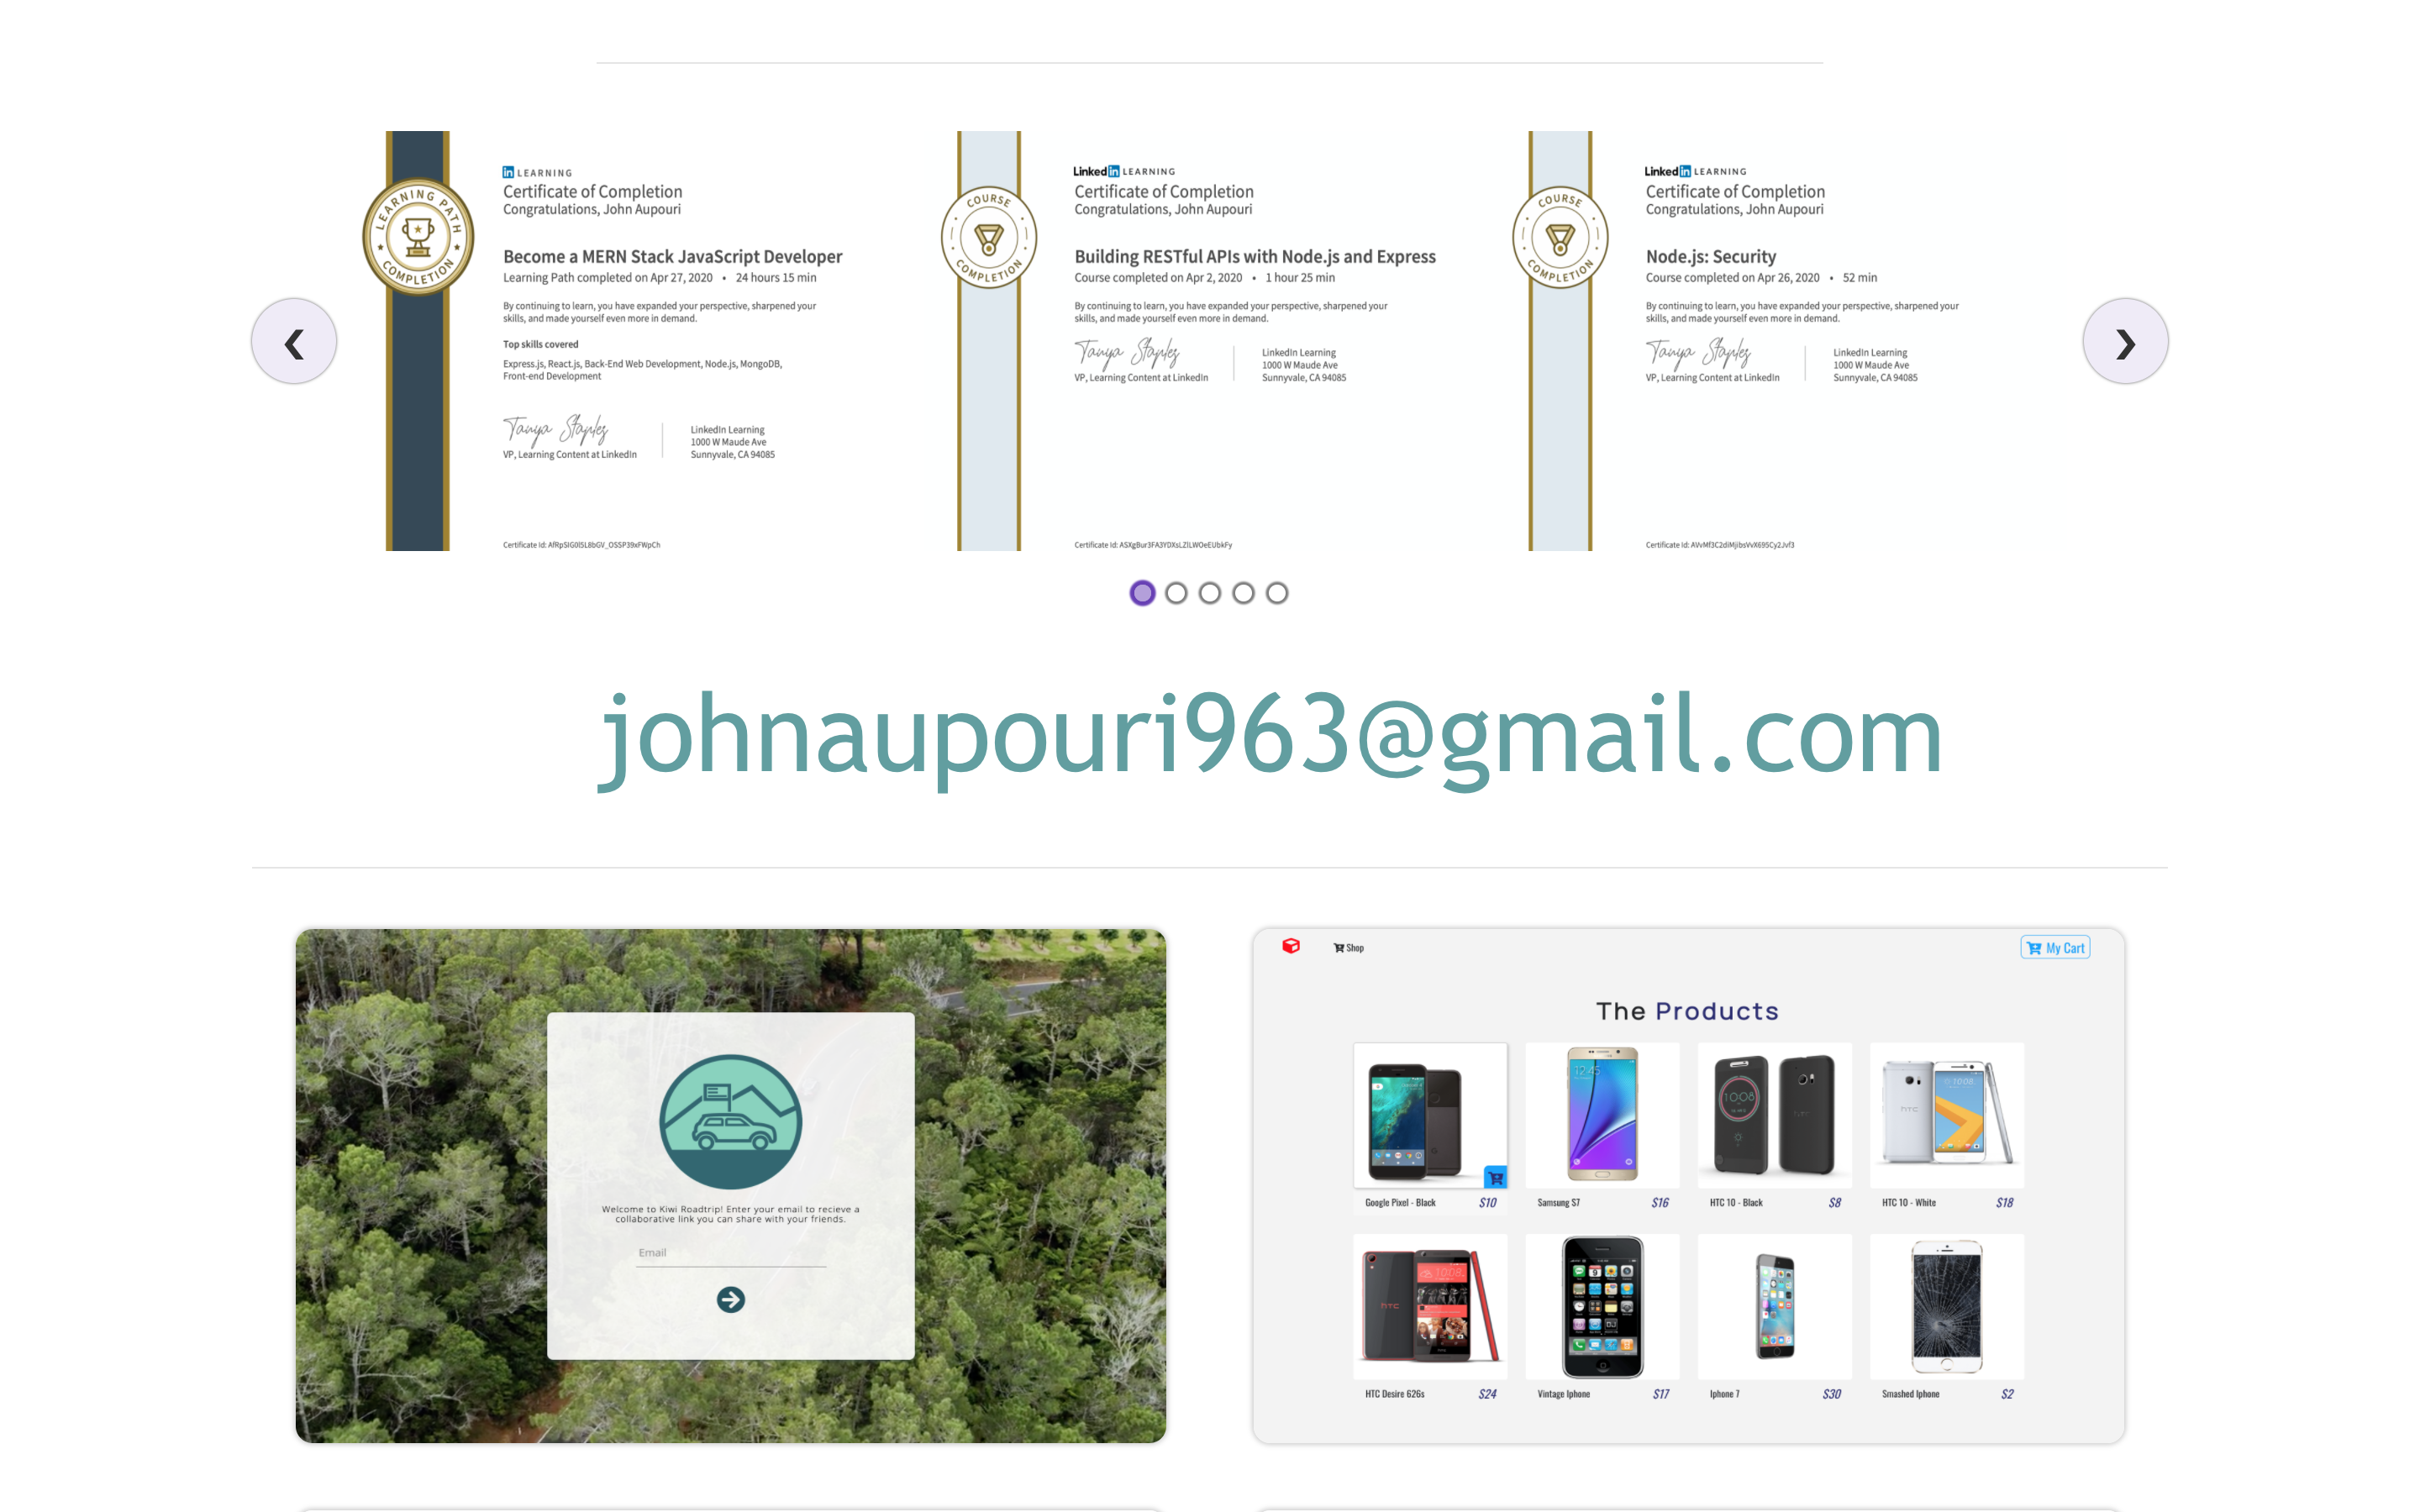 LEARNING PATH
COMPLETION
in LEARNING
Certificate of Completion
Congratulations, John Aupouri
Become a MERN Stack JavaScript Developer
Learning Path completed on Apr 27, 2020 • 24 hours 15 min
By continuing to learn, you have expanded your perspective, sharpened your
skills, and made yourself even more in demand.
Top skills covered
Express.js, React.js, Back-End Web Development, Node.js, MongoDB,
Front-end Development
Tanya Staples
VP, Learning Content at LinkedIn
LinkedIn Learning
1000 W Maude Ave
Sunnyvale, CA 94085
Certificate Id:
COURSE
COMPLETION
Linkedin LEARNING
Certificate of Completion
Congratulations, John Aupouri
Building RESTful APIs with Node.js and Express
Course completed on Apr 2, 2020 • 1 hour 25 min
By continuing to learn, you have expanded your perspective, sharpened your
skills, and made yourself even more in demand.
Tanya Staples
VP, Learning Content at LinkedIn
LinkedIn Learning
1000 W Maude Ave
Sunnyvale, CA 94085
Certificate Id:
COURSE
COMPLETION
Linkedin LEARNING
Certificate of Completion
Congratulations, John Aupouri
Node.js: Security
Course completed on Apr 26, 2020 • 52 min
By continuing to learn, you have expanded your perspective, sharpened your
skills, and made yourself even more in demand.
Tanya Staples
VP, Learning Content at LinkedIn
LinkedIn Learning
1000 W Maude Ave
Sunnyvale, CA 94085
Certificate Id:
johnaupouri963@gmail.com
Welcome to Kiwi Roadtrip! Enter your email to recieve a
collaborative link you can share with your friends.
Email
Shop
My Cart
The Products
12:45
10:08
htc
10:08
Google Pixel - Black $10
Samsung S7 $16
HTC 10 - Black $8
HTC 10 - White $18
hTC
10:08
HTC Desire 626s $24
Vintage Iphone $17
Iphone 7 $30
Smashed Iphone $2